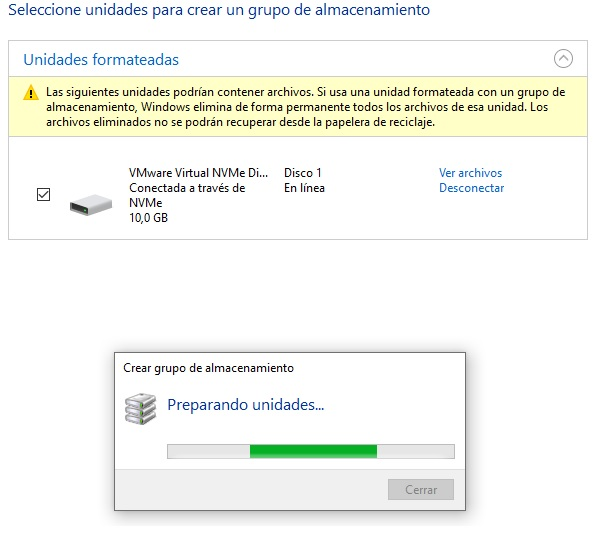 Seleccione unidades para crear un grupo de almacenamiento
Unidades formateadas
Las siguientes unidades podrían contener archivos. Si usa una unidad formateada con un grupo de
almacenamiento, Windows elimina de forma permanente todos los archivos de esa unidad. Los
archivos eliminados no se podrán recuperar desde la papelera de reciclaje.
VMware Virtual NVMe Di... Disco 1 Ver archivos
Conectada a través de En línea Desconectar
NVMe
10,0 GB
Crear grupo de almacenamiento
Preparando unidades...
Cerrar